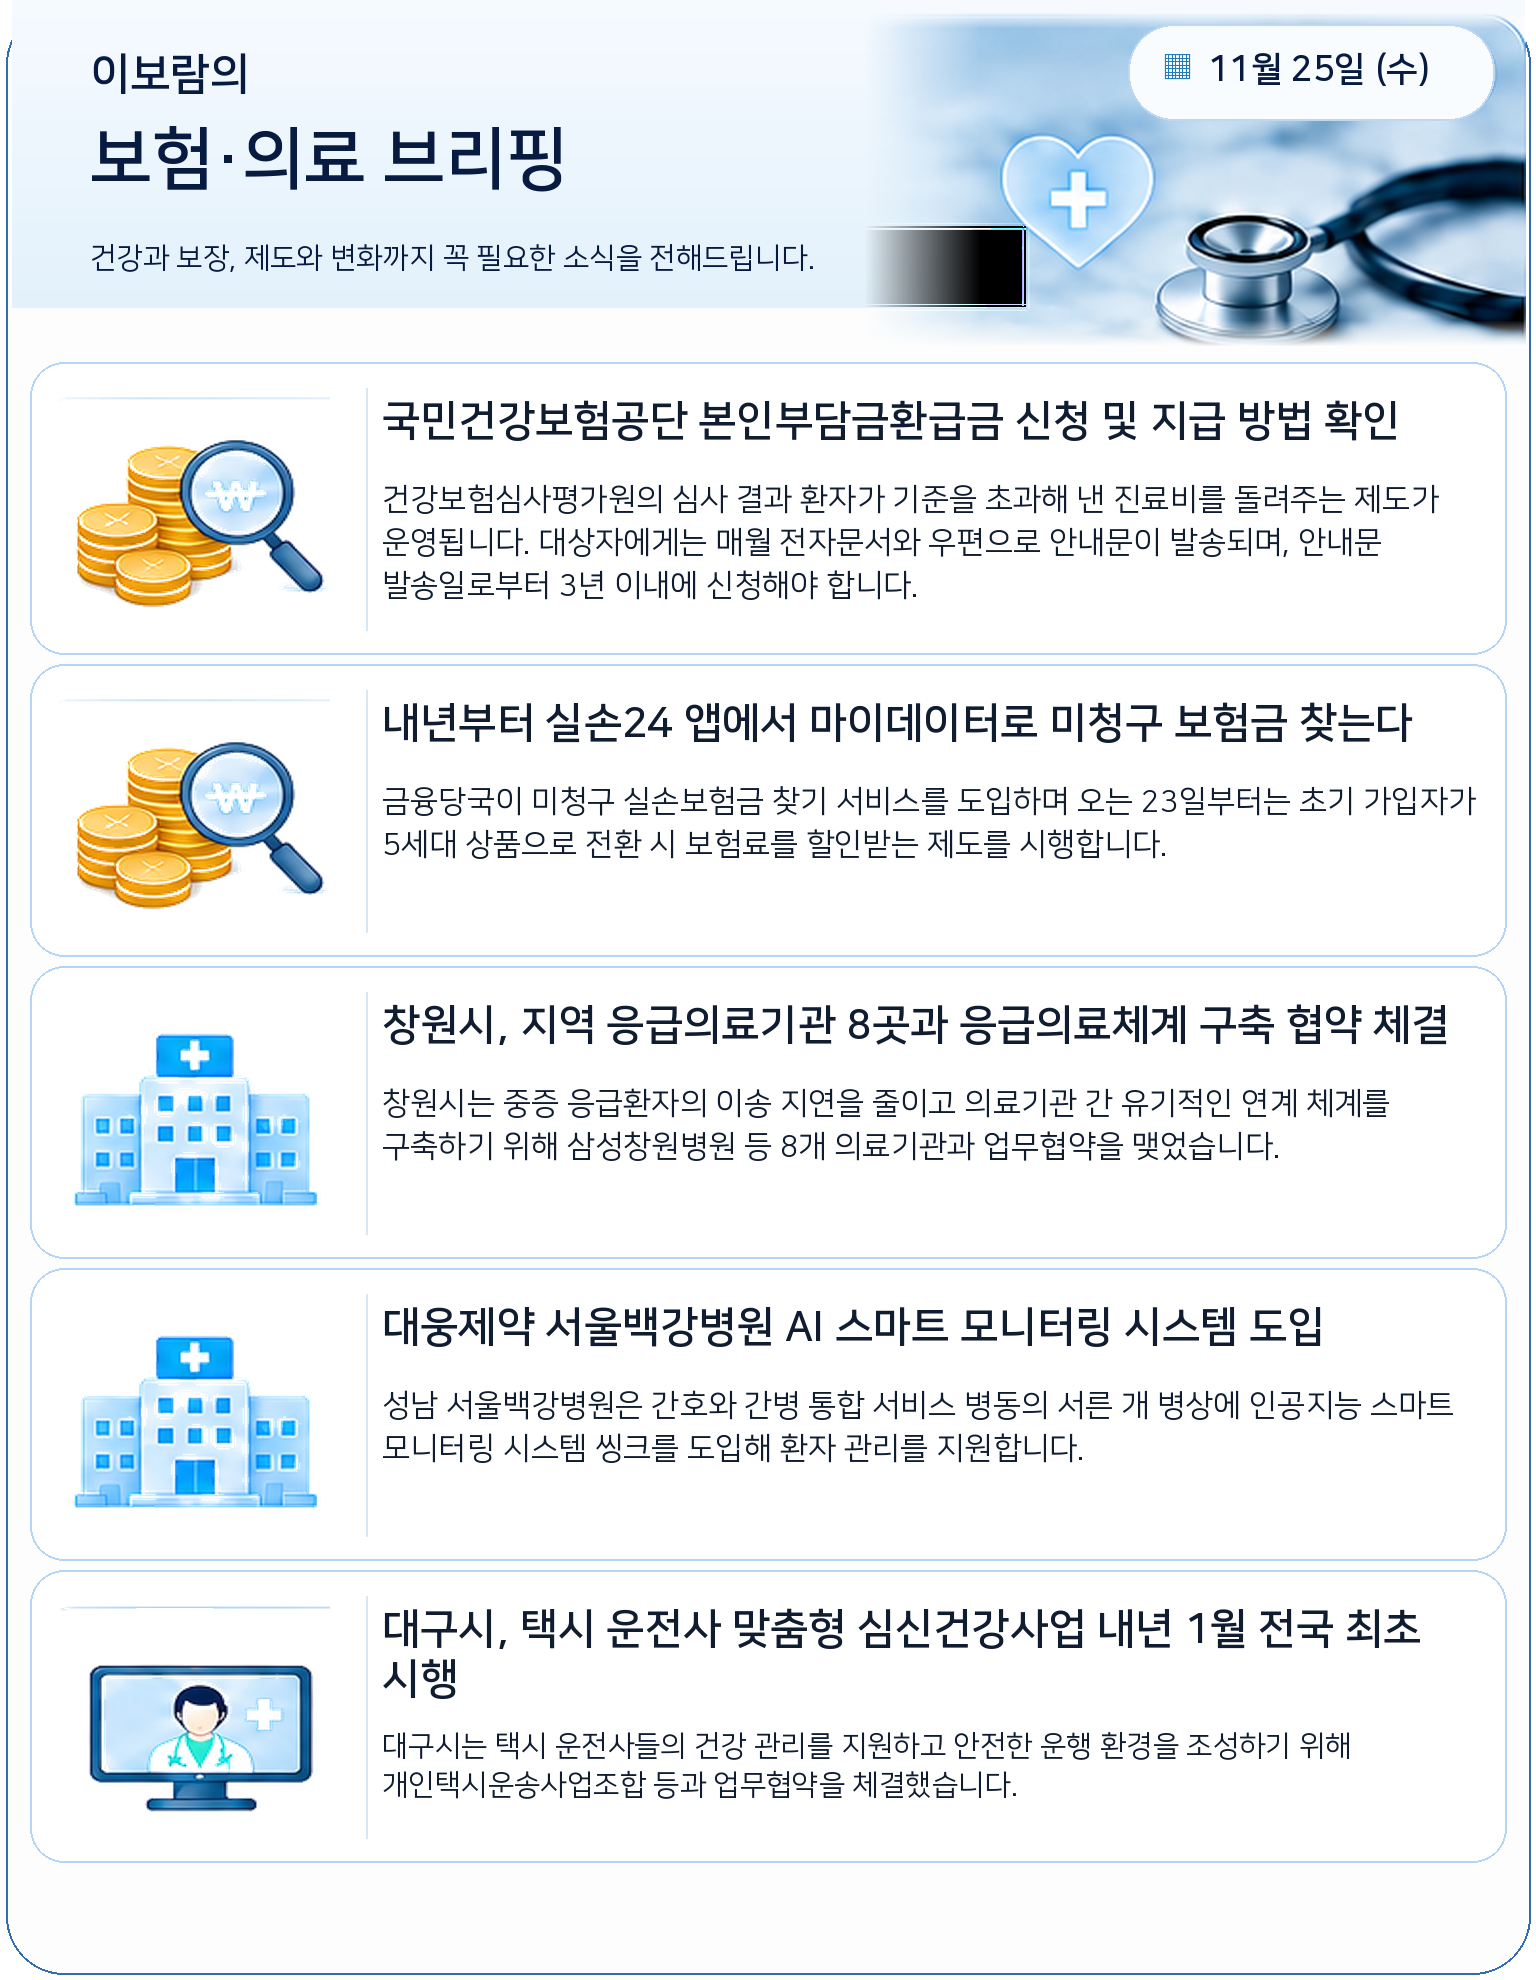 이보람의
보험·의료 브리핑
건강과 보장, 제도와 변화까지 꼭 필요한 소식을 전해드립니다.
11월 25일 (수)
국민건강보험공단 본인부담금환급금 신청 및 지급 방법 확인
건강보험심사평가원의 심사 결과 환자가 기준을 초과해 낸 진료비를 돌려주는 제도가
운영됩니다. 대상자에게는 매월 전자문서와 우편으로 안내문이 발송되며, 안내문
발송일로부터 3년 이내에 신청해야 합니다.
₩
내년부터 실손24 앱에서 마이데이터로 미청구 보험금 찾는다
금융당국이 미청구 실손보험금 찾기 서비스를 도입하며 오는 23일부터는 초기 가입자가
5세대 상품으로 전환 시 보험료를 할인받는 제도를 시행합니다.
₩
창원시, 지역 응급의료기관 8곳과 응급의료체계 구축 협약 체결
창원시는 중증 응급환자의 이송 지연을 줄이고 의료기관 간 유기적인 연계 체계를
구축하기 위해 삼성창원병원 등 8개 의료기관과 업무협약을 맺었습니다.
대웅제약 서울백강병원 AI 스마트 모니터링 시스템 도입
성남 서울백강병원은 간호와 간병 통합 서비스 병동의 서른 개 병상에 인공지능 스마트
모니터링 시스템 씽크를 도입해 환자 관리를 지원합니다.
대구시, 택시 운전사 맞춤형 심신건강사업 내년 1월 전국 최초
시행
대구시는 택시 운전사들의 건강 관리를 지원하고 안전한 운행 환경을 조성하기 위해
개인택시운송사업조합 등과 업무협약을 체결했습니다.